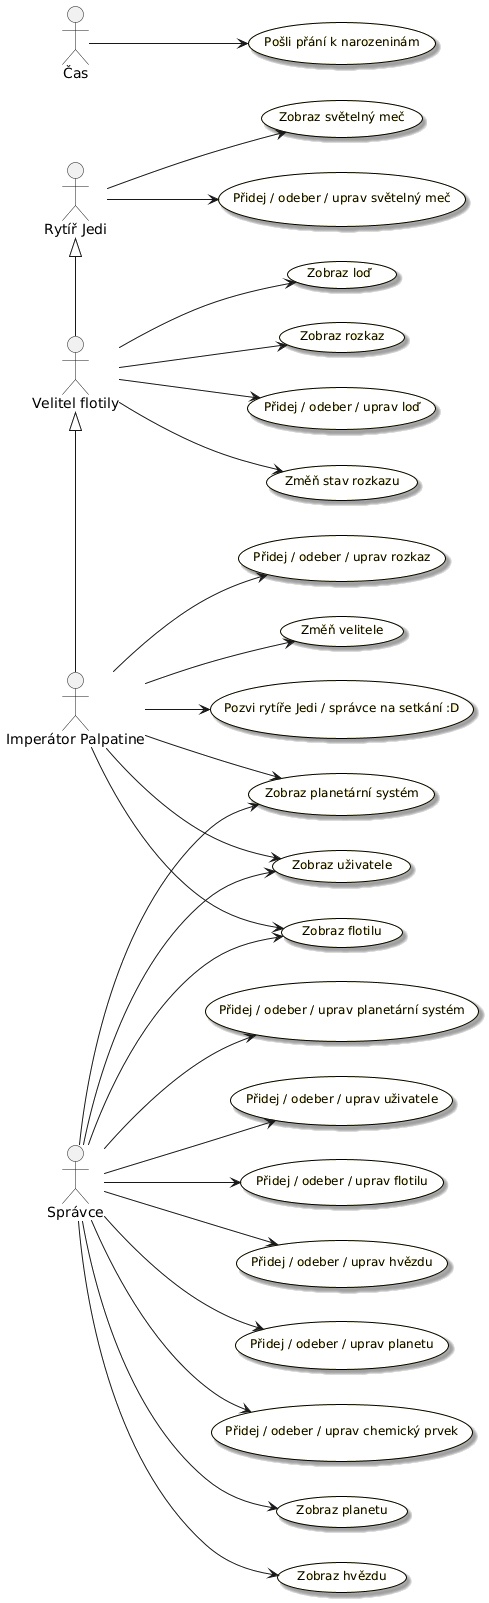 Pošli přání k narozeninám
Čas
Zobraz světelný meč
Přidej / odeber / uprav světelný meč
Rytíř Jedi
Zobraz loď
Zobraz rozkaz
Velitel flotily
Přidej / odeber / uprav loď
Změň stav rozkazu
Přidej / odeber / uprav rozkaz
Změň velitele
Pozvi rytíře Jedi / správce na setkání :D
Imperátor Palpatine
Zobraz planetární systém
Zobraz uživatele
Zobraz flotilu
Přidej / odeber / uprav planetární systém
Přidej / odeber / uprav uživatele
Přidej / odeber / uprav flotilu
Správce
Přidej / odeber / uprav hvězdu
Přidej / odeber / uprav planetu
Přidej / odeber / uprav chemický prvek
Zobraz planetu
Zobraz hvězdu